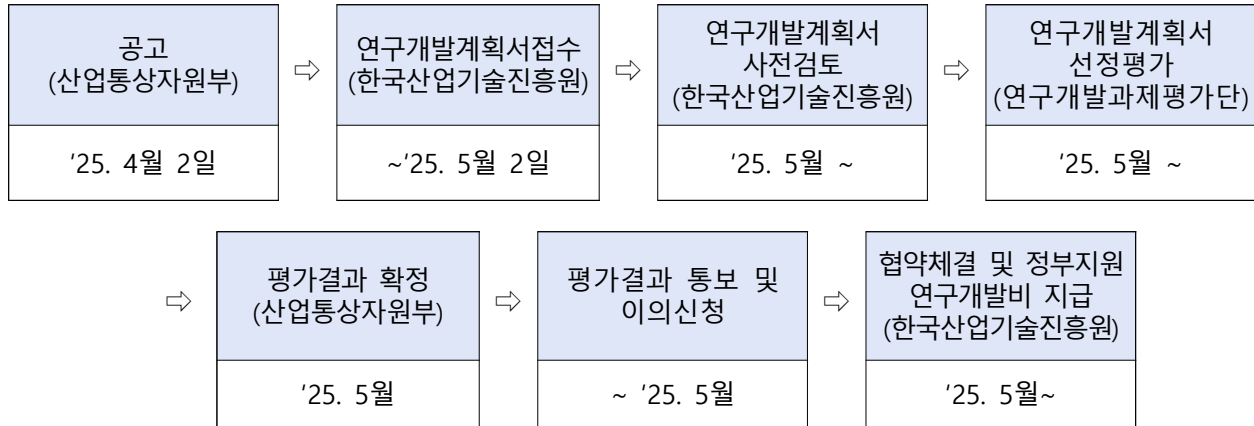 공고
(산업통상자원부)
'25. 4월 2일
⇨
연구개발계획서접수
(한국산업기술진흥원)
~'25. 5월 2일
⇨
연구개발계획서
사전검토
(한국산업기술진흥원)
'25. 5월 ~
⇨
연구개발계획서
선정평가
(연구개발과제평가단)
'25. 5월 ~
⇨
평가결과 확정
(산업통상자원부)
'25. 5월
⇨
평가결과 통보 및
이의신청
~ '25. 5월
⇨
협약체결 및 정부지원
연구개발비 지급
(한국산업기술진흥원)
'25. 5월~